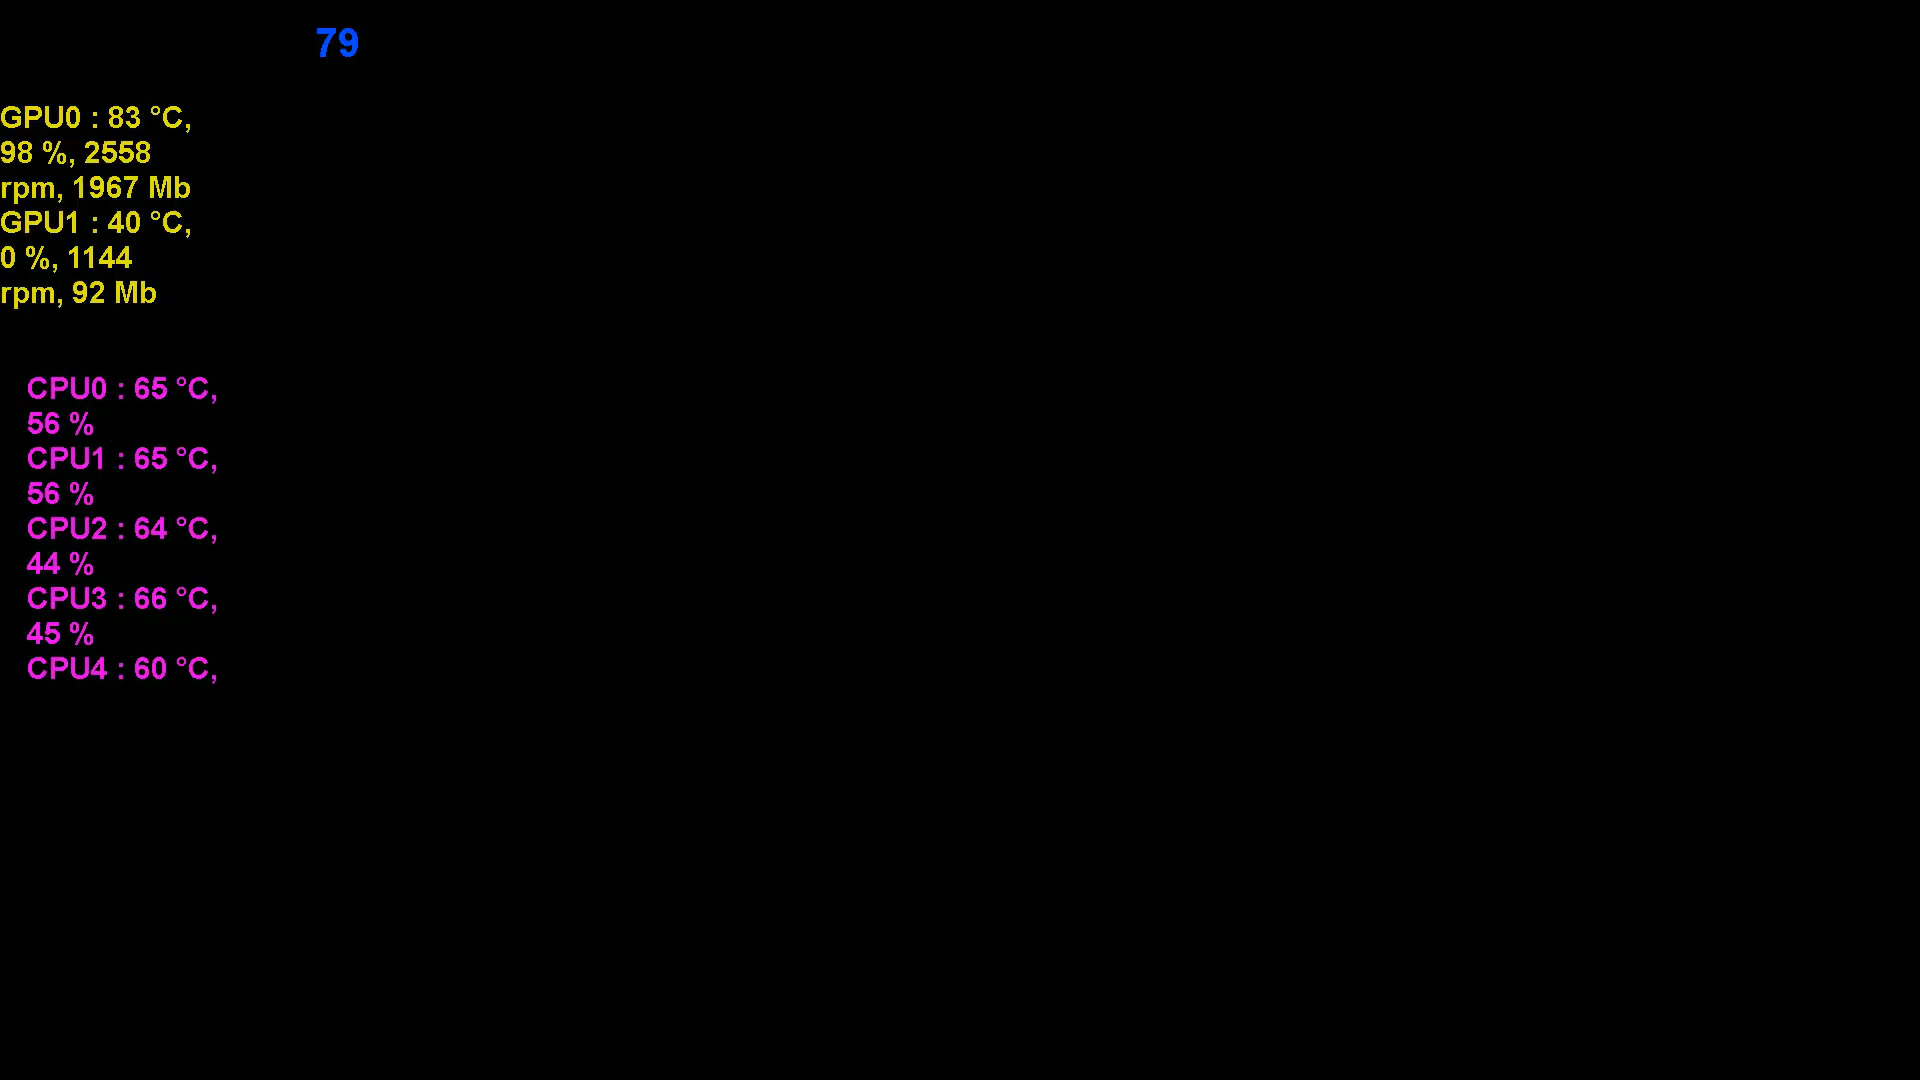 79
GPU0 : 83 °C,
98 %, 2558
rpm, 1967 Mb
GPU1 : 40 °C,
0 %, 1144
rpm, 92 Mb
CPU0 : 65 °C,
56 %
CPU1 : 65 °C,
56 %
CPU2 : 64 °C,
44 %
CPU3 : 66 °C,
45 %
CPU4 : 60 °C,